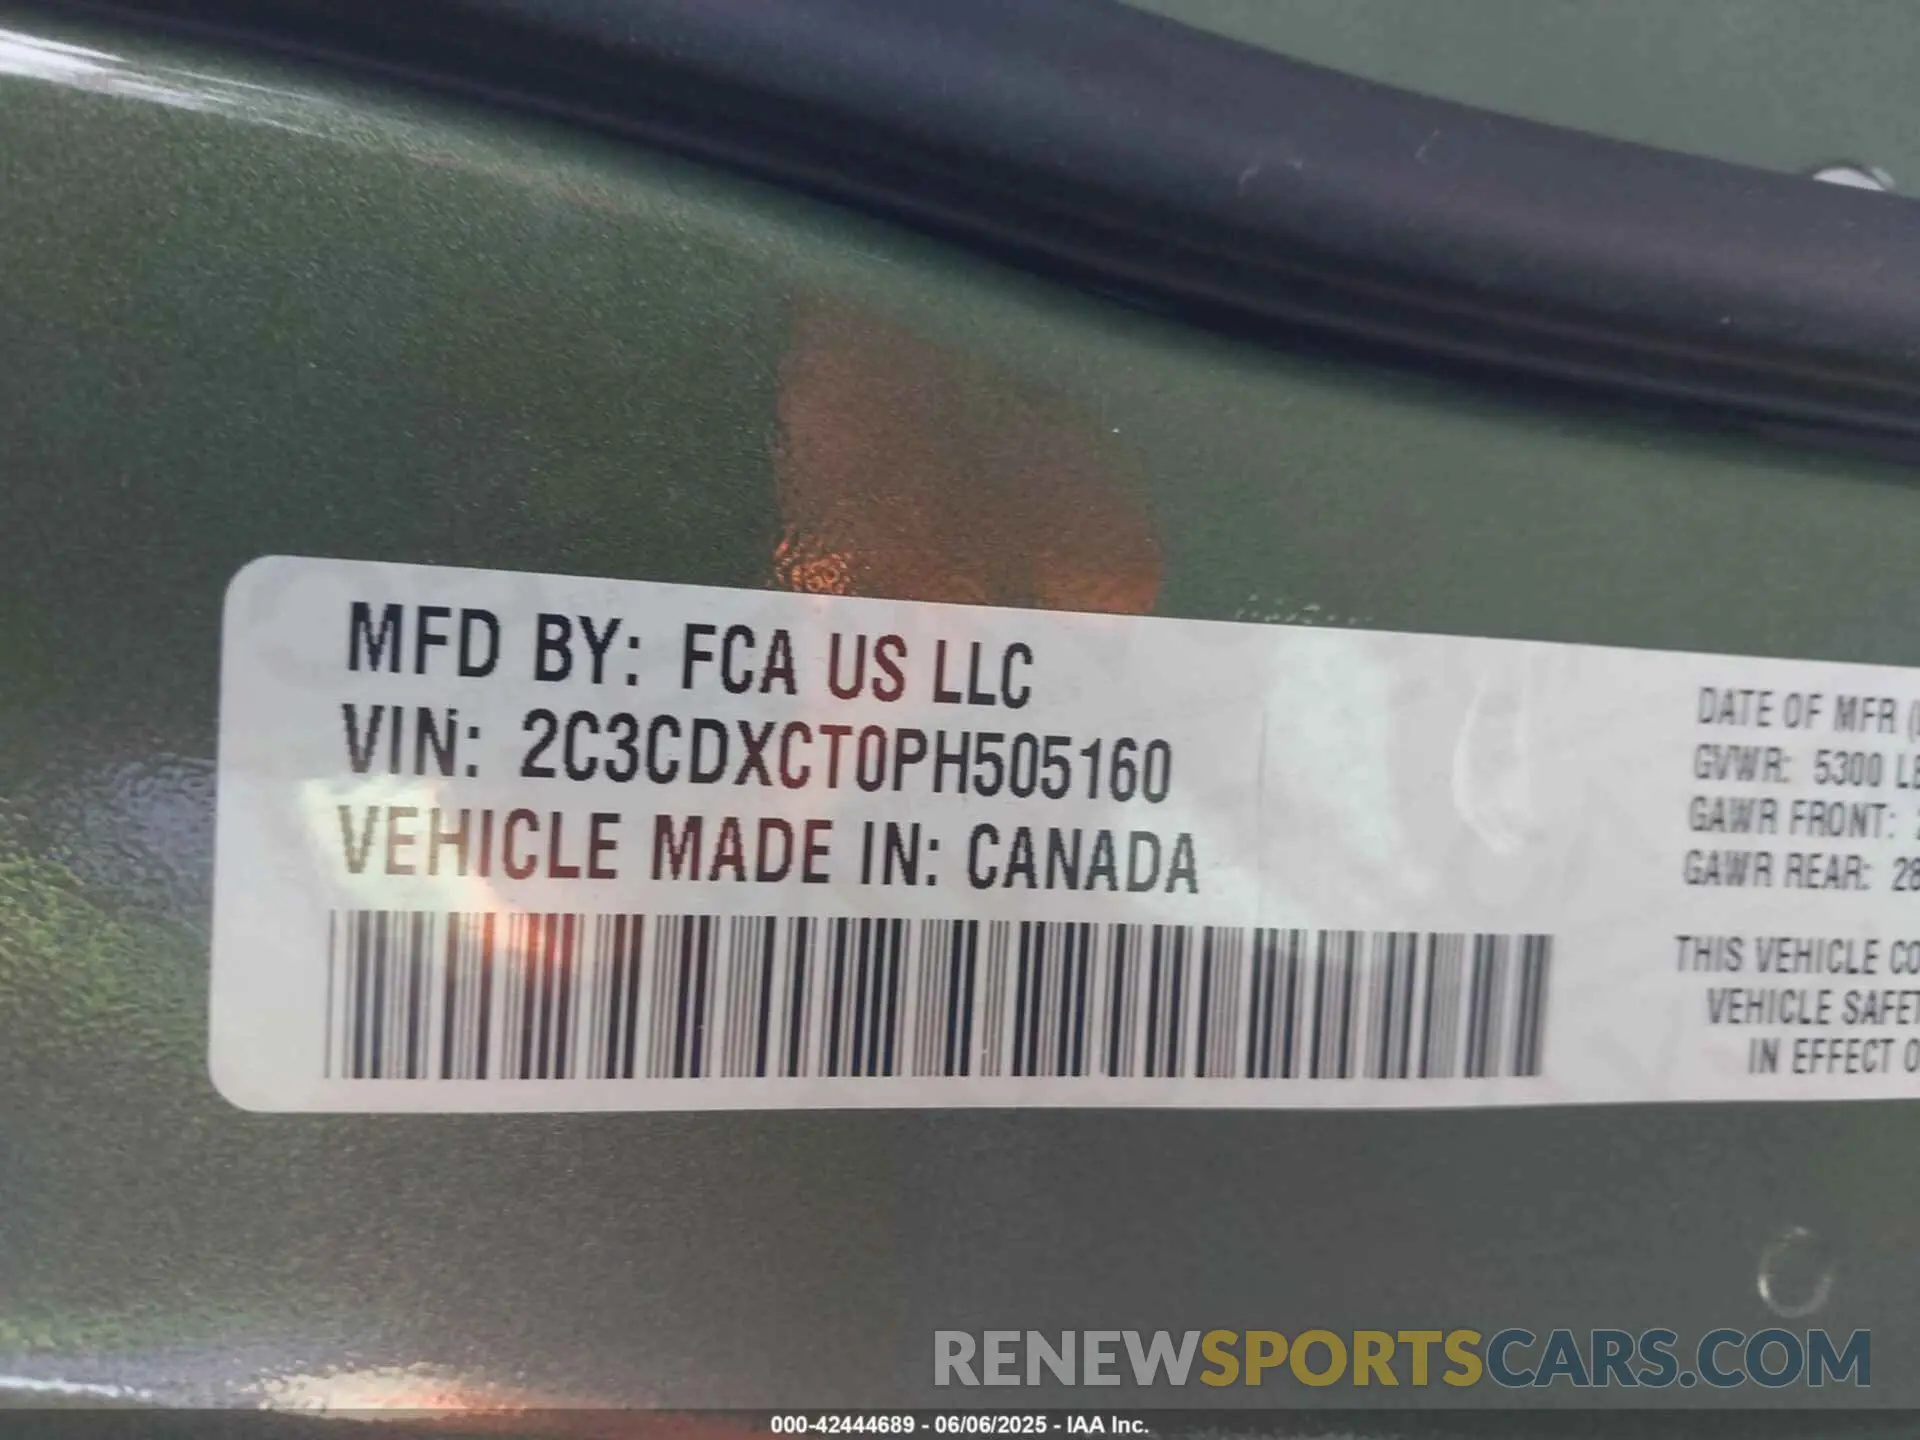 MFD BY: FCA US LLC
VIN: 2C3CDXCT0PH505160
VEHICLE MADE IN: CANADA
DATE OF MFR
GVWR: 5300
GAWR FRONT:
GAWR REAR: 28
THIS VEHICLE
VEHICLE
IN EFFECT
RENEWSPORTSCARS.COM
000-42444689 - 06/06/2025 - IAA Inc.